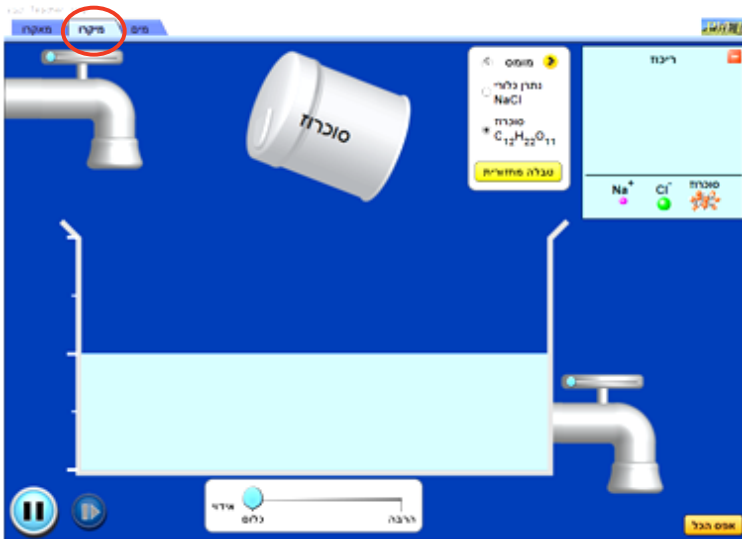 מאקרו
מיקרו
מים
סוכרוז
מומס
נתרן כלורי
NaCl
סוכרוז
C₁₂H₂₂O₁₁
טבלה מחזורית
ריכוז
Na⁺ Cl⁻ סוכרוז
אידוי
כלום
הרבה
אפס הכל